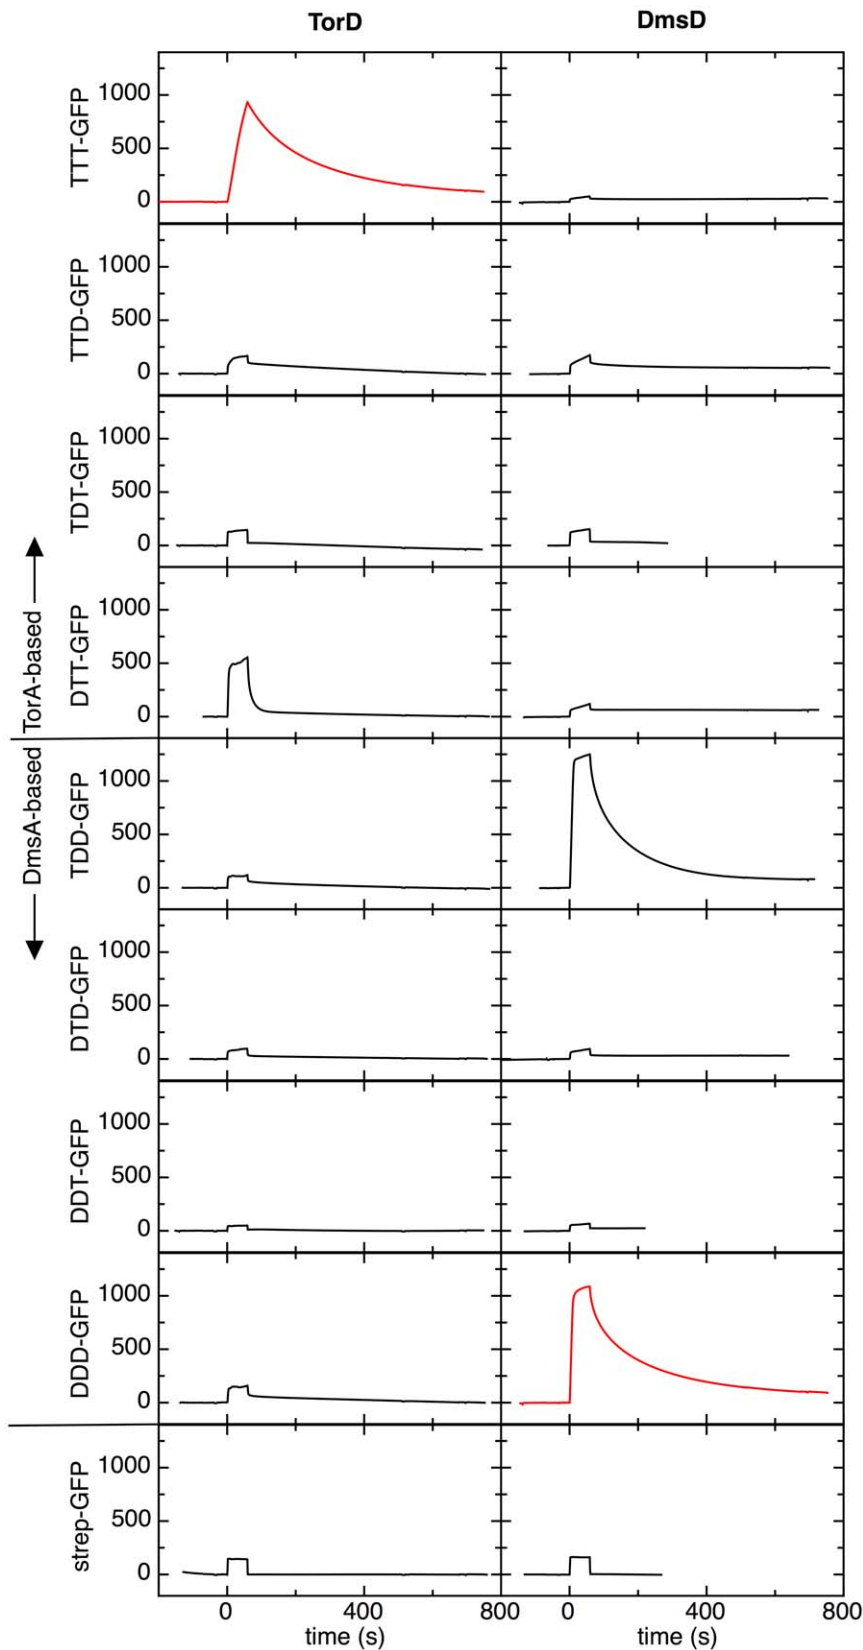 TorD DmsD
TTT-GFP
1000
500
0
TTD-GFP
1000
500
0
TDT-GFP
1000
500
0
DTT-GFP
1000
500
0
TorA-based
DmsA-based
TDD-GFP
1000
500
0
DTD-GFP
1000
500
0
DDT-GFP
1000
500
0
DDD-GFP
1000
500
0
strep-GFP
1000
500
0
0 400 800 0 400 800
time (s) time (s)